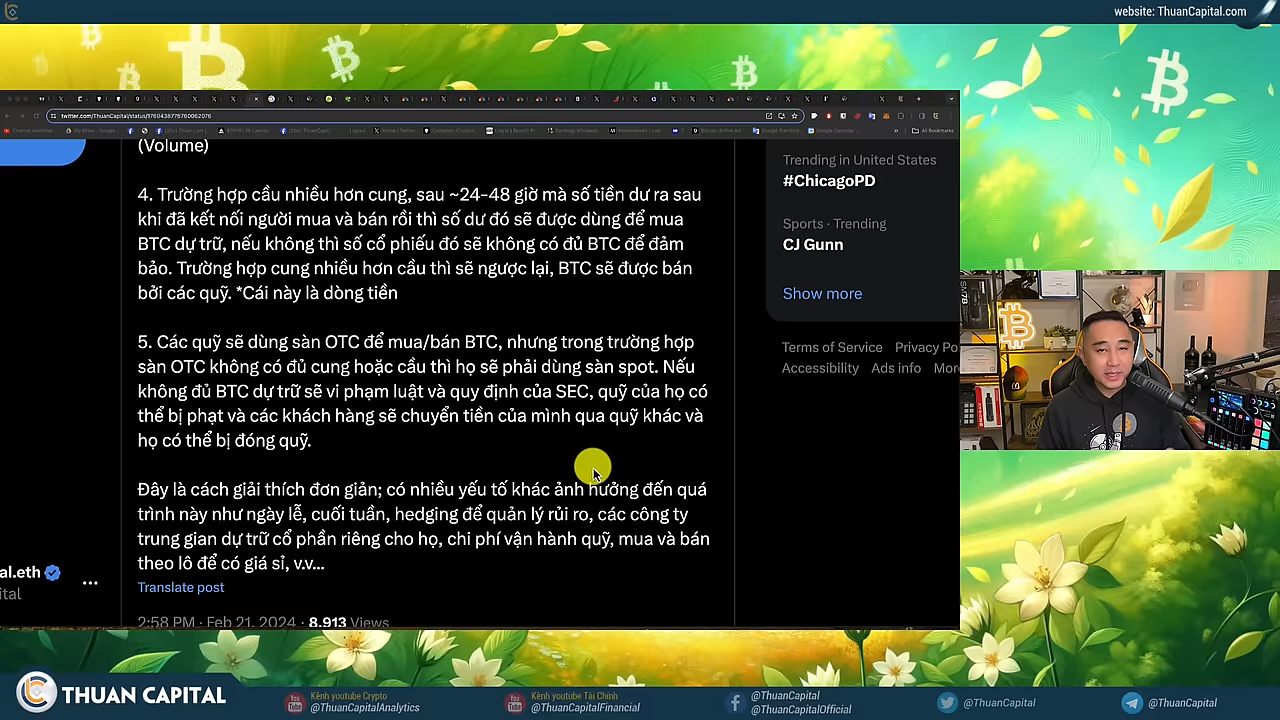 website: ThuanCapital.com
twitter.com/ThuanCapital/status/1760438776760062076
All Bookmarks
(Volume)
4. Trường hợp cầu nhiều hơn cung, sau ~24-48 giờ mà số tiền dư ra sau
khi đã kết nối người mua và bán rồi thì số dư đó sẽ được dùng để mua
BTC dự trữ, nếu không thì số cổ phiếu đó sẽ không có đủ BTC để đảm
bảo. Trường hợp cung nhiều hơn cầu thì sẽ ngược lại, BTC sẽ được bán
bởi các quỹ. *Cái này là dòng tiền
5. Các quỹ sẽ dùng sàn OTC để mua/bán BTC, nhưng trong trường hợp
sàn OTC không có đủ cung hoặc cầu thì họ sẽ phải dùng sàn spot. Nếu
không đủ BTC dự trữ sẽ vi phạm luật và quy định của SEC, quỹ của họ có
thể bị phạt và các khách hàng sẽ chuyển tiền của mình qua quỹ khác và
họ có thể bị đóng quỹ.
Đây là cách giải thích đơn giản; có nhiều yếu tố khác ảnh hưởng đến quá
trình này như ngày lễ, cuối tuần, hedging để quản lý rủi ro, các công ty
trung gian dự trữ cổ phần riêng cho họ, chi phí vận hành quỹ, mua và bán
theo lô để có giá sỉ, v.v...
Translate post
2:58 PM · Feb 21, 2024 · 8,913 Views
al.eth
ital
Trending in United States
#ChicagoPD
Sports · Trending
CJ Gunn
Show more
Terms of Service Privacy Po
Accessibility Ads info Mor
THUAN CAPITAL
Kênh youtube Crypto
@ThuanCapitalAnalytics
Kênh youtube Tài Chính
@ThuanCapitalFinancial
@ThuanCapital
@ThuanCapitalOfficial
@ThuanCapital
@ThuanCapital